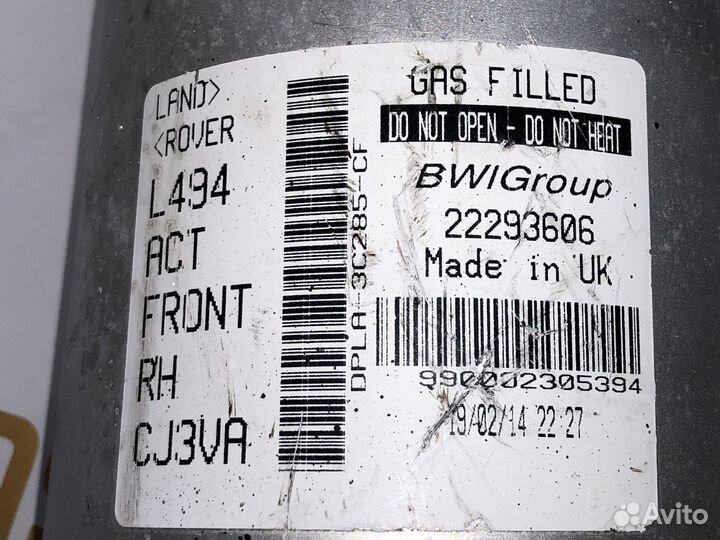 LAND>
<ROVER
L494
ACT
FRONT
RH
CJ3VA
DPLA-3C285-CF
GAS FILLED
DO NOT OPEN - DO NOT HEAT
BWIGroup
22293606
Made in UK
990002305394
19/02/14 22 27
Avito